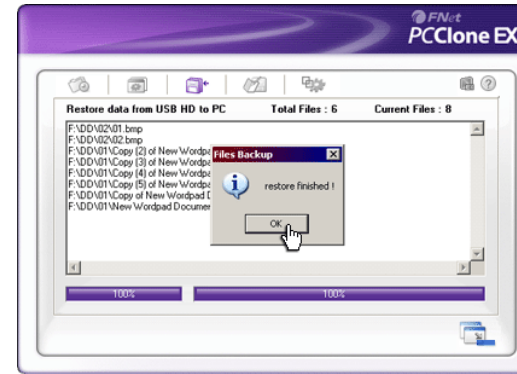 FNet
PCClone EX
Restore data from USB HD to PC Total Files : 6 Current Files : 8
F:\DD\02\01.bmp
F:\DD\02\02.bmp
F:\DD\01\Copy (2) of New Wordpa
F:\DD\01\Copy (3) of New Wordpa
F:\DD\01\Copy (4) of New Wordpa
F:\DD\01\Copy (5) of New Wordpa
F:\DD\01\Copy of New Wordpad D
F:\DD\01\New Wordpad Documer
Files Backup
restore finished !
OK
100% 100%